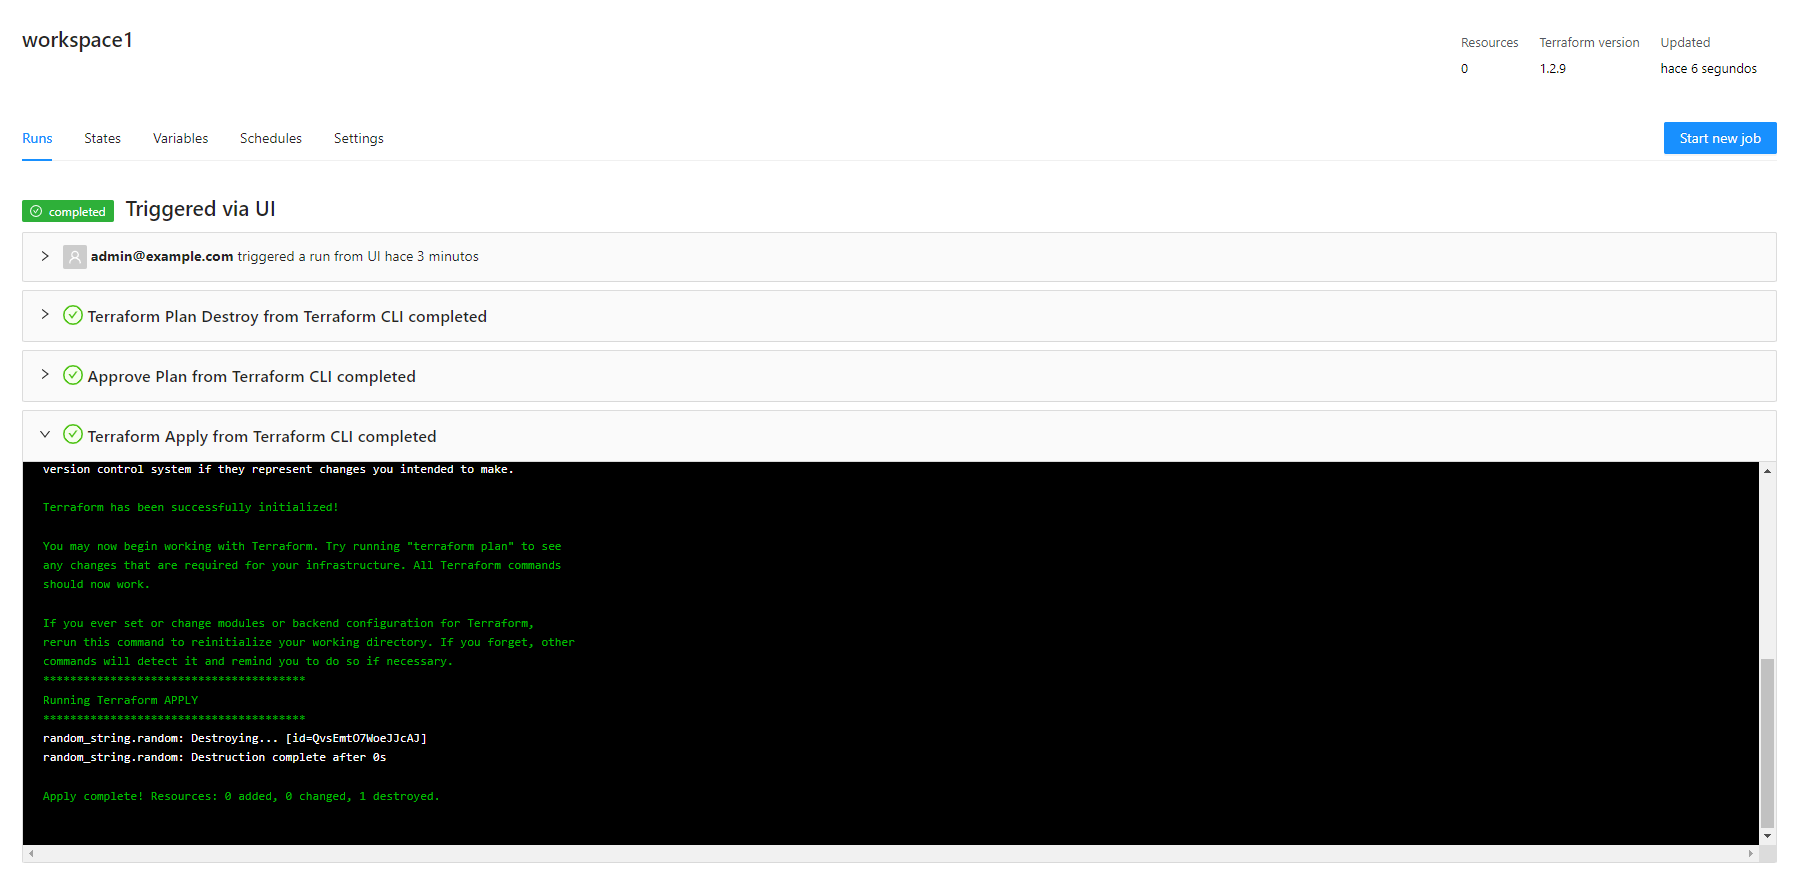 workspace1
Resources Terraform version Updated
0 1.2.9 hace 6 segundos
Runs States Variables Schedules Settings Start new job
completed Triggered via UI
admin@example.com triggered a run from UI hace 3 minutos
Terraform Plan Destroy from Terraform CLI completed
Approve Plan from Terraform CLI completed
Terraform Apply from Terraform CLI completed
version control system if they represent changes you intended to make.
Terraform has been successfully initialized!
You may now begin working with Terraform. Try running "terraform plan" to see
any changes that are required for your infrastructure. All Terraform commands
should now work.
If you ever set or change modules or backend configuration for Terraform,
rerun this command to reinitialize your working directory. If you forget, other
commands will detect it and remind you to do so if necessary.
***************************************
Running Terraform APPLY
***************************************
random_string.random: Destroying... [id=QvsEmtO7WoeJJcAJ]
random_string.random: Destruction complete after 0s
Apply complete! Resources: 0 added, 0 changed, 1 destroyed.